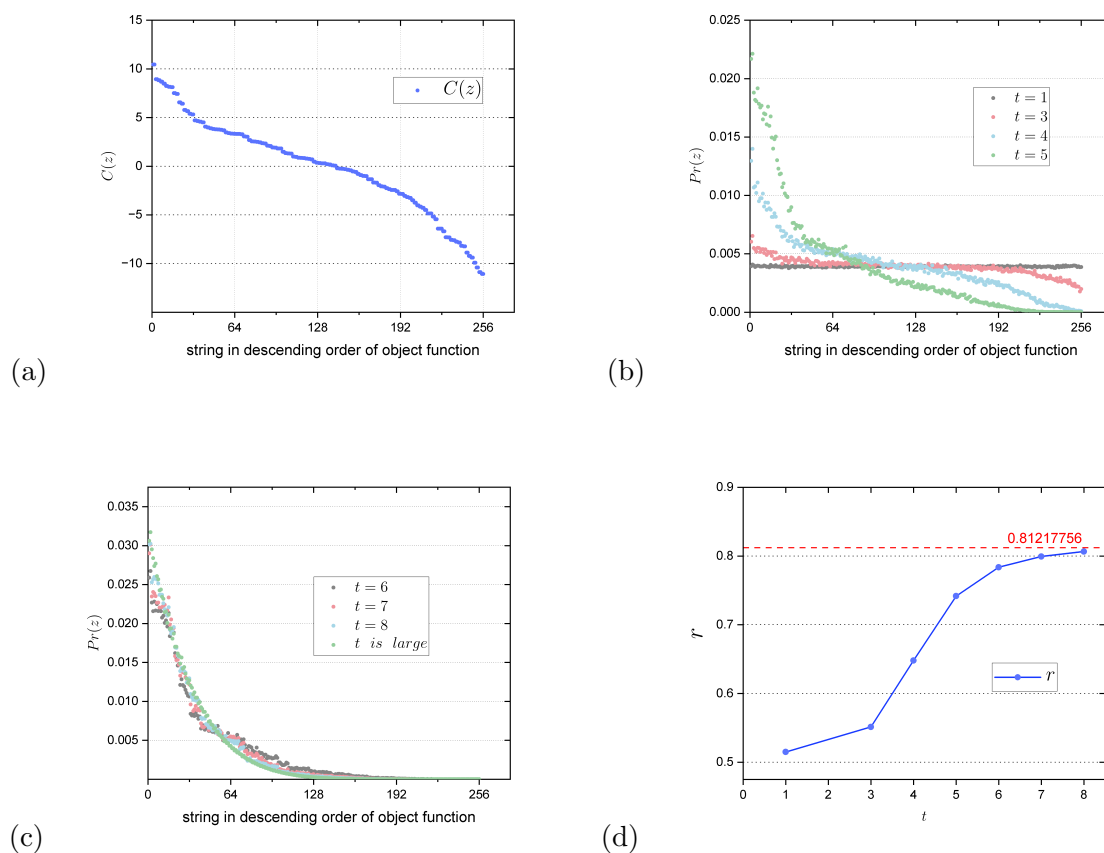 15
10
5
0
−5
−10
C(z)
C(z)
0
64
128
192
256
string in descending order of object function
(a)
0.025
0.020
0.015
0.010
0.005
0.000
Pr(z)
t = 1
t = 3
t = 4
t = 5
0
64
128
192
256
string in descending order of object function
(b)
0.035
0.030
0.025
0.020
0.015
0.010
0.005
Pr(z)
t = 6
t = 7
t = 8
t is large
0
64
128
192
256
string in descending order of object function
(c)
0.9
0.8
0.7
0.6
0.5
r
0.81217756
r
0
1
2
3
4
5
6
7
8
t
(d)